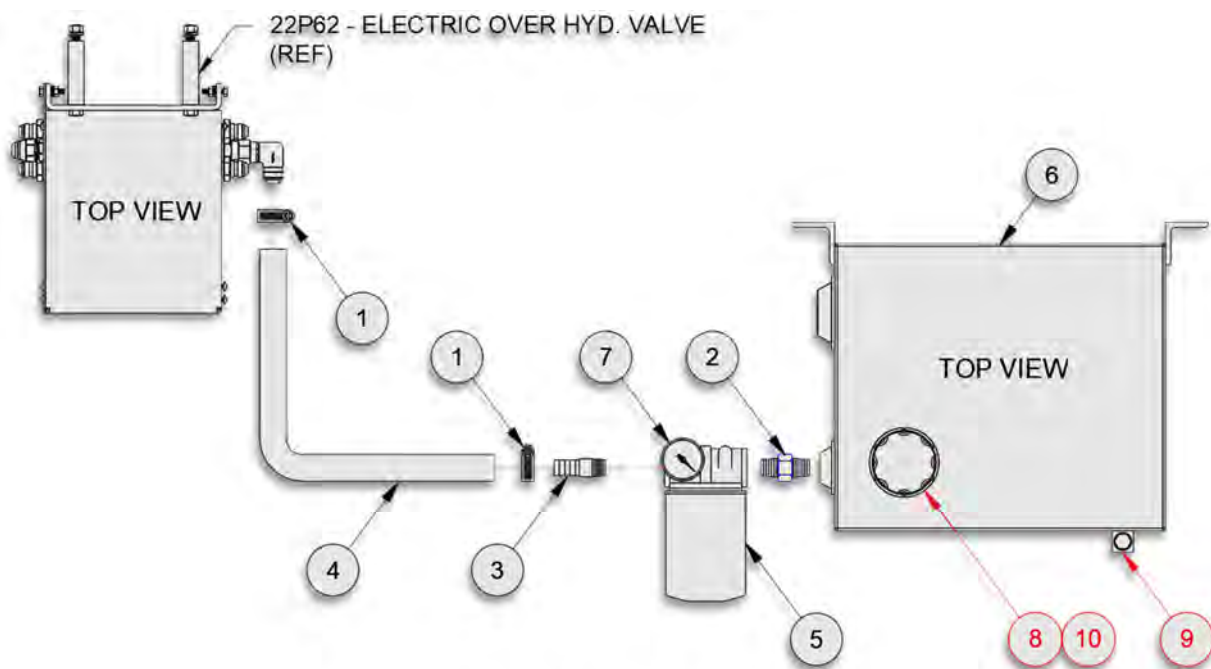 22P62 - ELECTRIC OVER HYD. VALVE
(REF)
TOP VIEW
6
1
1
7
2
TOP VIEW
4
3
5
8
10
9